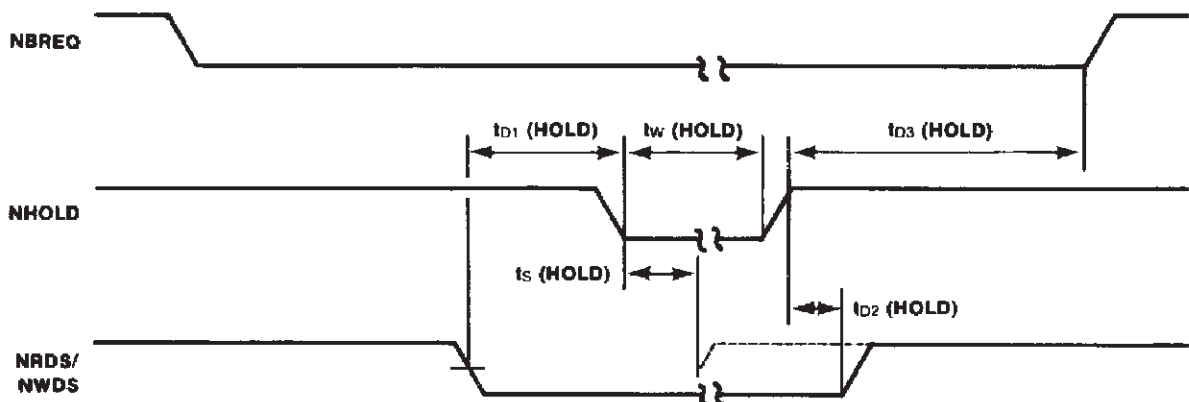 NBREQ
tD1 (HOLD)
tW (HOLD)
tD3 (HOLD)
NHOLD
tS (HOLD)
tD2 (HOLD)
NRDS/
NWDS